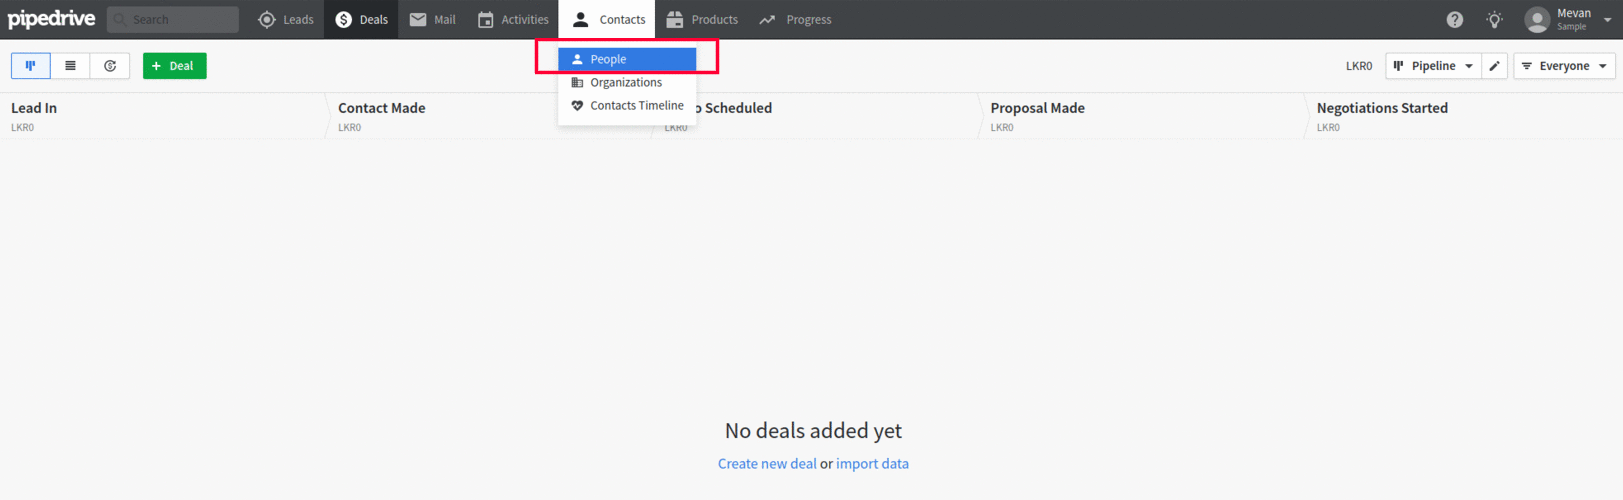 pipedrive Search Leads Deals Mail Activities Contacts Products Progress Mevan
Sample
People
Organizations
Contacts Timeline
+ Deal LKR0 Pipeline Everyone
Lead In Contact Made o Scheduled Proposal Made Negotiations Started
LKR0 LKR0 LKR0 LKR0 LKR0
No deals added yet
Create new deal or import data